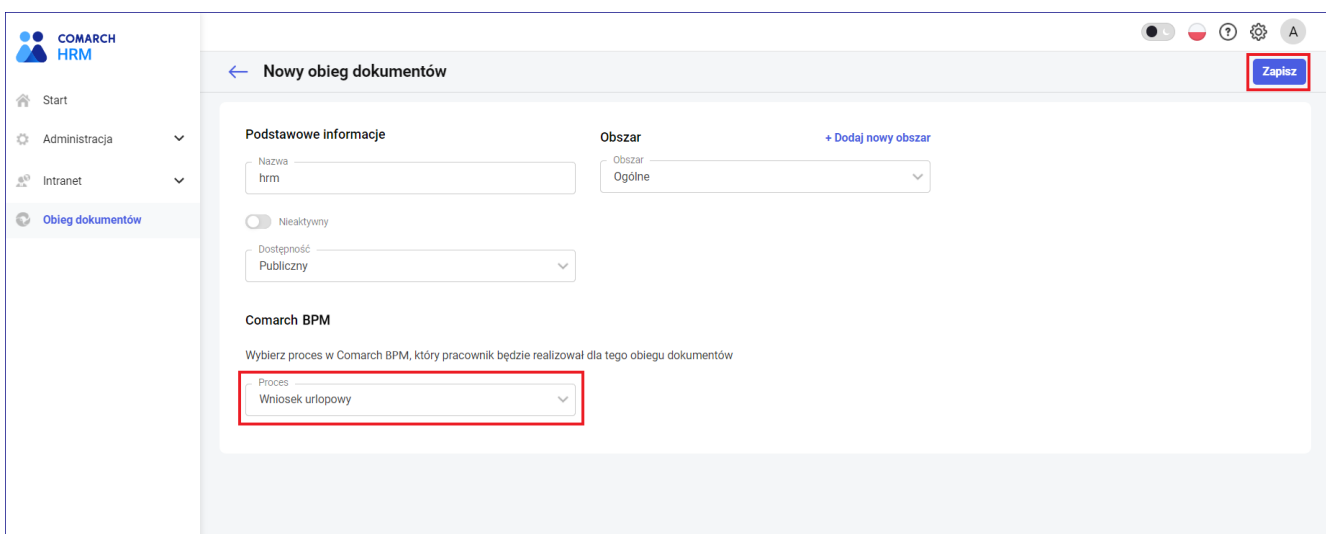 COMARCH
HRM
A
Nowy obieg dokumentów
Zapisz
Start
Administracja
Intranet
Obieg dokumentów
Podstawowe informacje
Nazwa
hrm
Nieaktywny
Dostępność
Publiczny
Obszar
+ Dodaj nowy obszar
Obszar
Ogólne
Comarch BPM
Wybierz proces w Comarch BPM, który pracownik będzie realizował dla tego obiegu dokumentów
Proces
Wniosek urlopowy